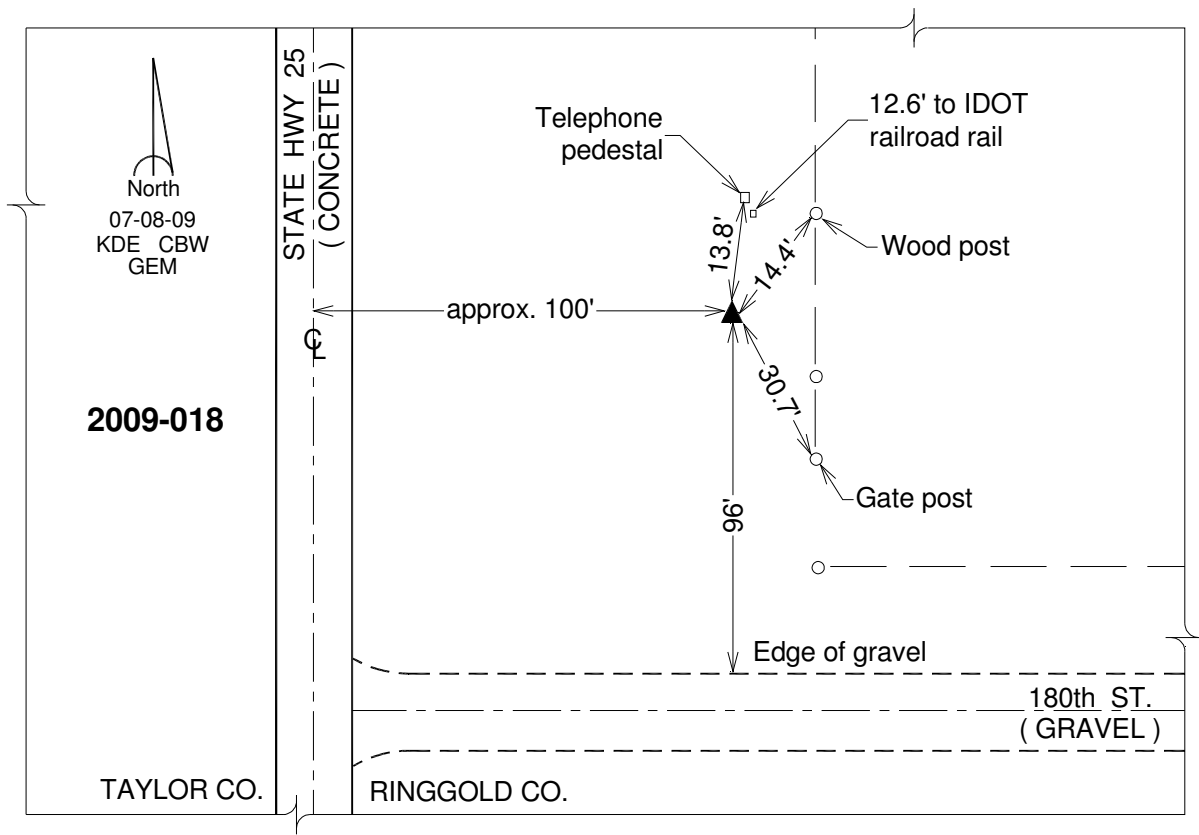 STATE HWY 25
( CONCRETE )
North
07-08-09
KDE CBW
GEM
2009-018
Telephone
pedestal
12.6' to IDOT
railroad rail
13.8'
14.4'
Wood post
approx. 100'
CL
30.7'
Gate post
96'
Edge of gravel
180th ST.
( GRAVEL )
TAYLOR CO.
RINGGOLD CO.